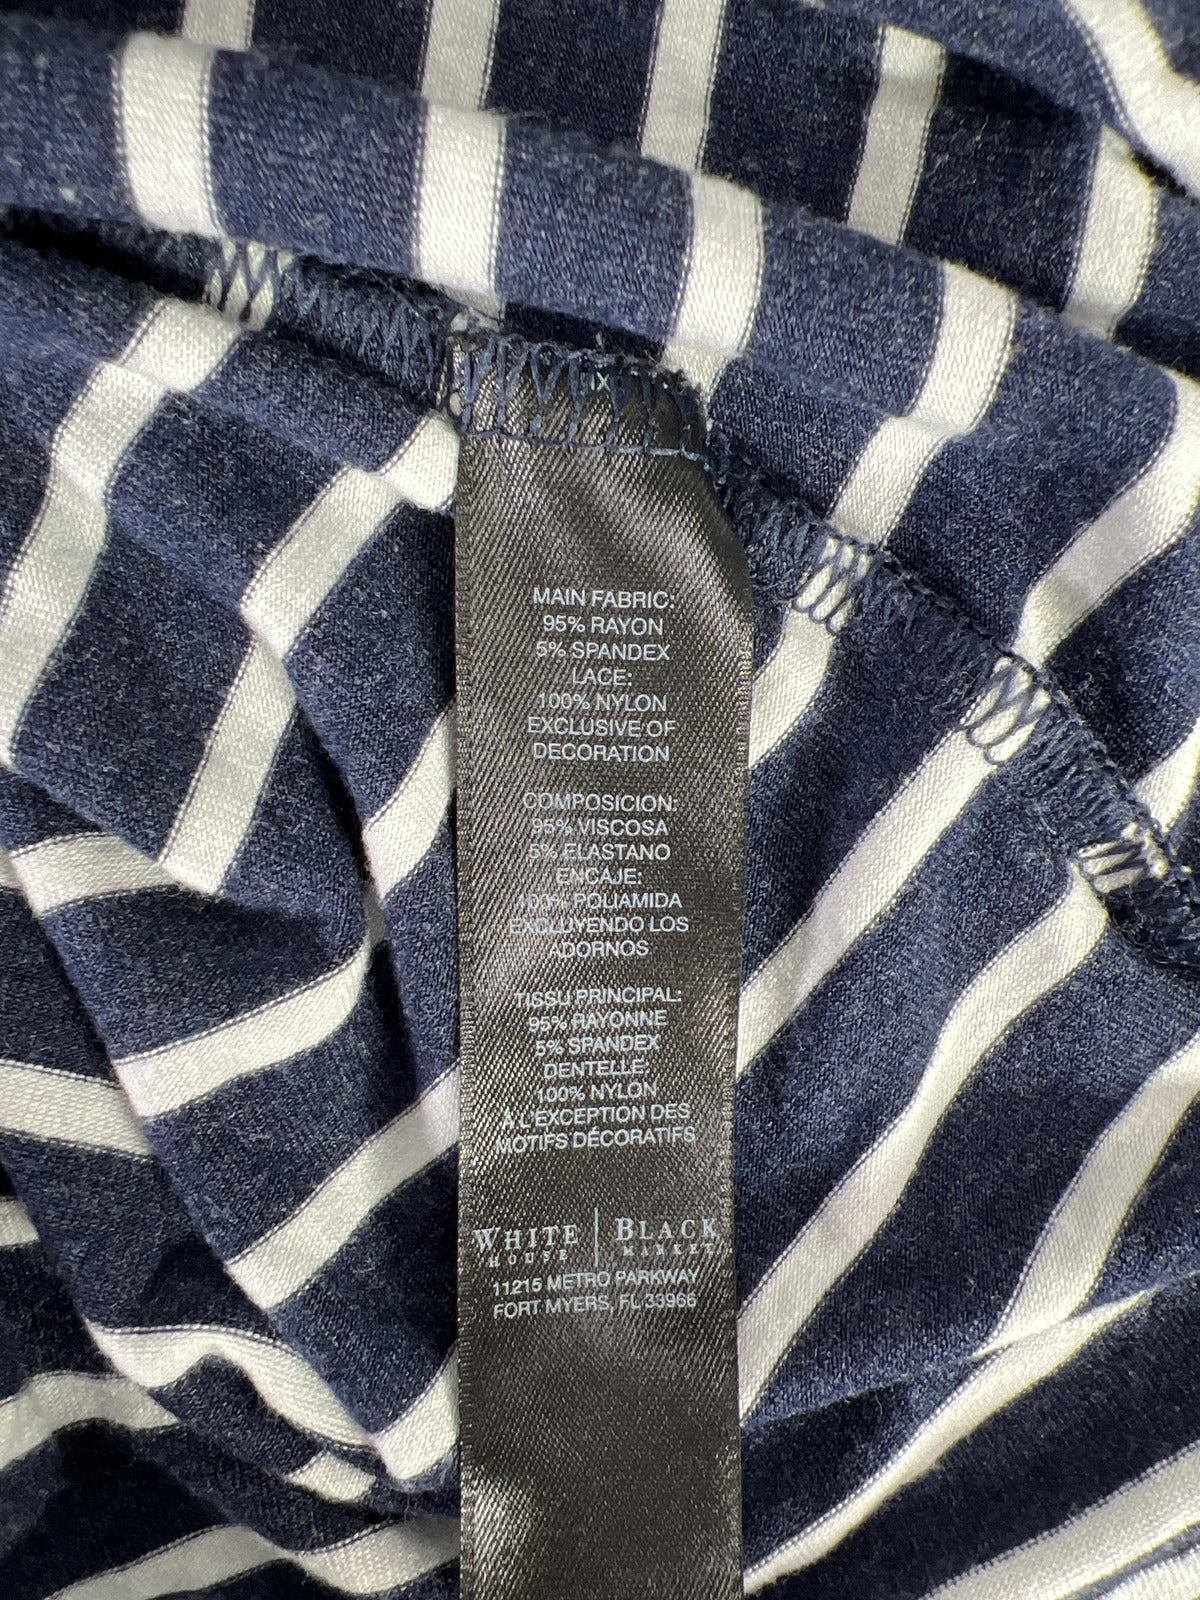 MAIN FABRIC:
95% RAYON
5% SPANDEX
LACE:
100% NYLON
EXCLUSIVE OF
DECORATION
COMPOSICION:
95% VISCOSA
5% ELASTANO
ENCAJE:
100% POLIAMIDA
EXCLUYENDO LOS
ADORNOS
TISSU PRINCIPAL:
95% RAYONNE
5% SPANDEX
DENTELLE:
100% NYLON
À L'EXCEPTION DES
MOTIFS DÉCORATIFS
WHITE | BLACK
HOUSE MARKET
11215 METRO PARKWAY
FORT MYERS, FL 33966